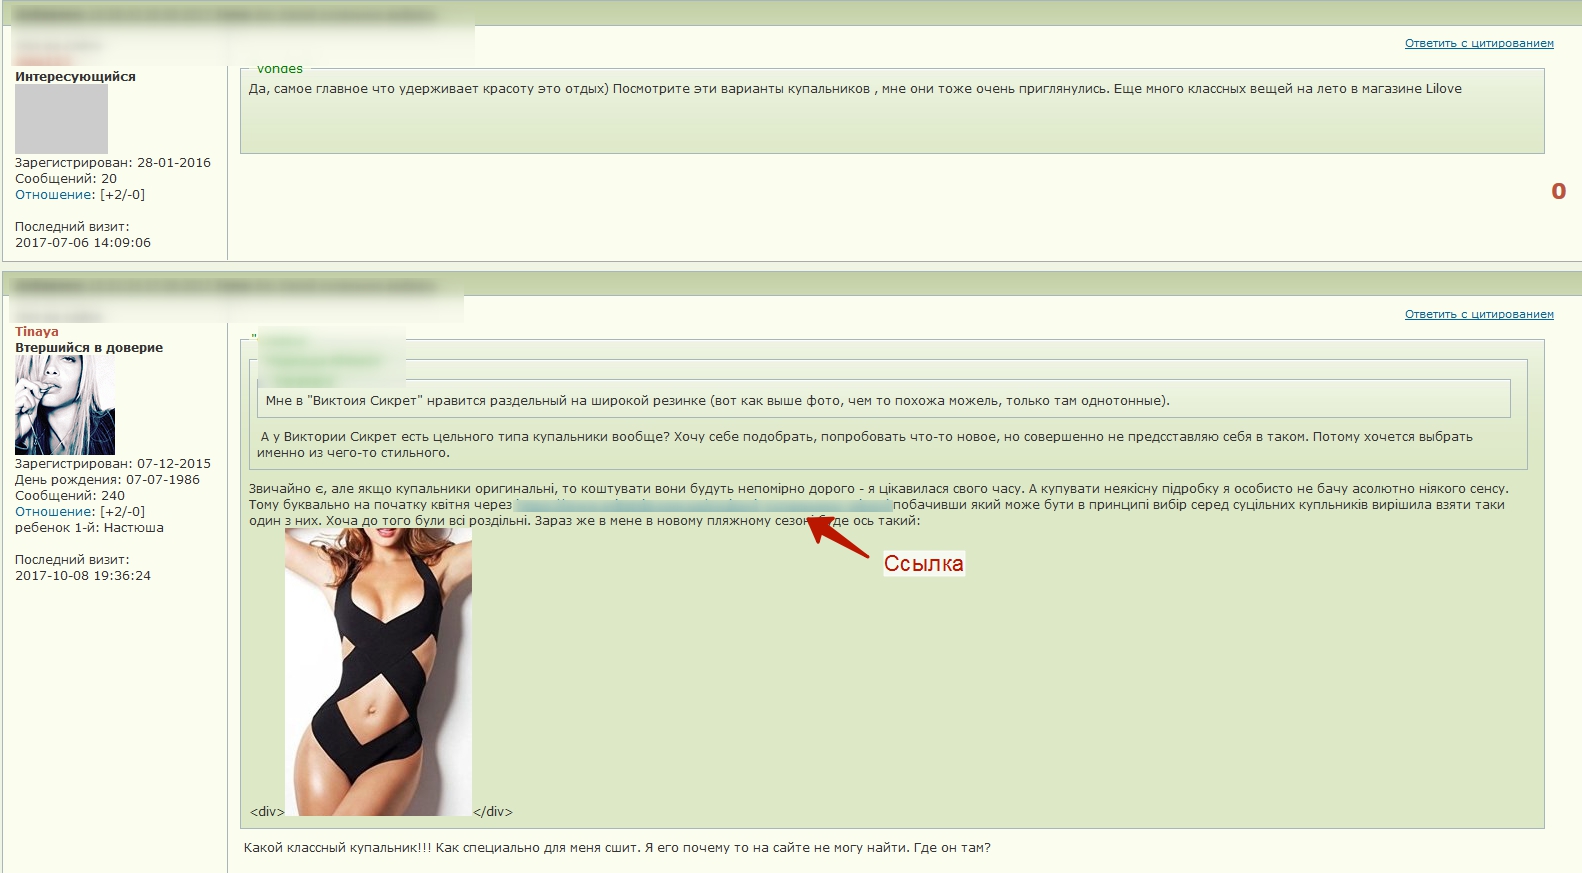 Ответить с цитированием
Интересующийся
vondes
Да, самое главное что удерживает красоту это отдых) Посмотрите эти варианты купальников , мне они тоже очень приглянулись. Еще много классных вещей на лето в магазине Lilove
Зарегистрирован: 28-01-2016
Сообщений: 20
Отношение: [+2/-0]
0
Последний визит:
2017-07-06 14:09:06
Ответить с цитированием
Tinaya
Втершийся в доверие
Зарегистрирован: 07-12-2015
День рождения: 07-07-1986
Сообщений: 240
Отношение: [+2/-0]
ребенок 1-й: Настюша
Последний визит:
2017-10-08 19:36:24
"
Мне в "Виктоия Сикрет" нравится раздельный на широкой резинке (вот как выше фото, чем то похожа можель, только там однотонные).
А у Виктории Сикрет есть цельного типа купальники вообще? Хочу себе подобрать, попробовать что-то новое, но совершенно не предсставляю себя в таком. Потому хочется выбрать
именно из чего-то стильного.
Звичайно є, але якщо купальники оригинальні, то коштувати вони будуть непомірно дорого - я цікавилася свого часу. А купувати неякісну підробку я особисто не бачу асолютно ніякого сенсу.
Тому буквально на початку квітня через побачивши який може бути в принципі вибір серед суцільних купльників вирішила взяти таки
один з них. Хоча до того були всі роздільні. Зараз же в мене в новому пляжному сезоні буде ось такий:
Ссылка
<div></div>
Какой классный купальник!!! Как специально для меня сшит. Я его почему то на сайте не могу найти. Где он там?